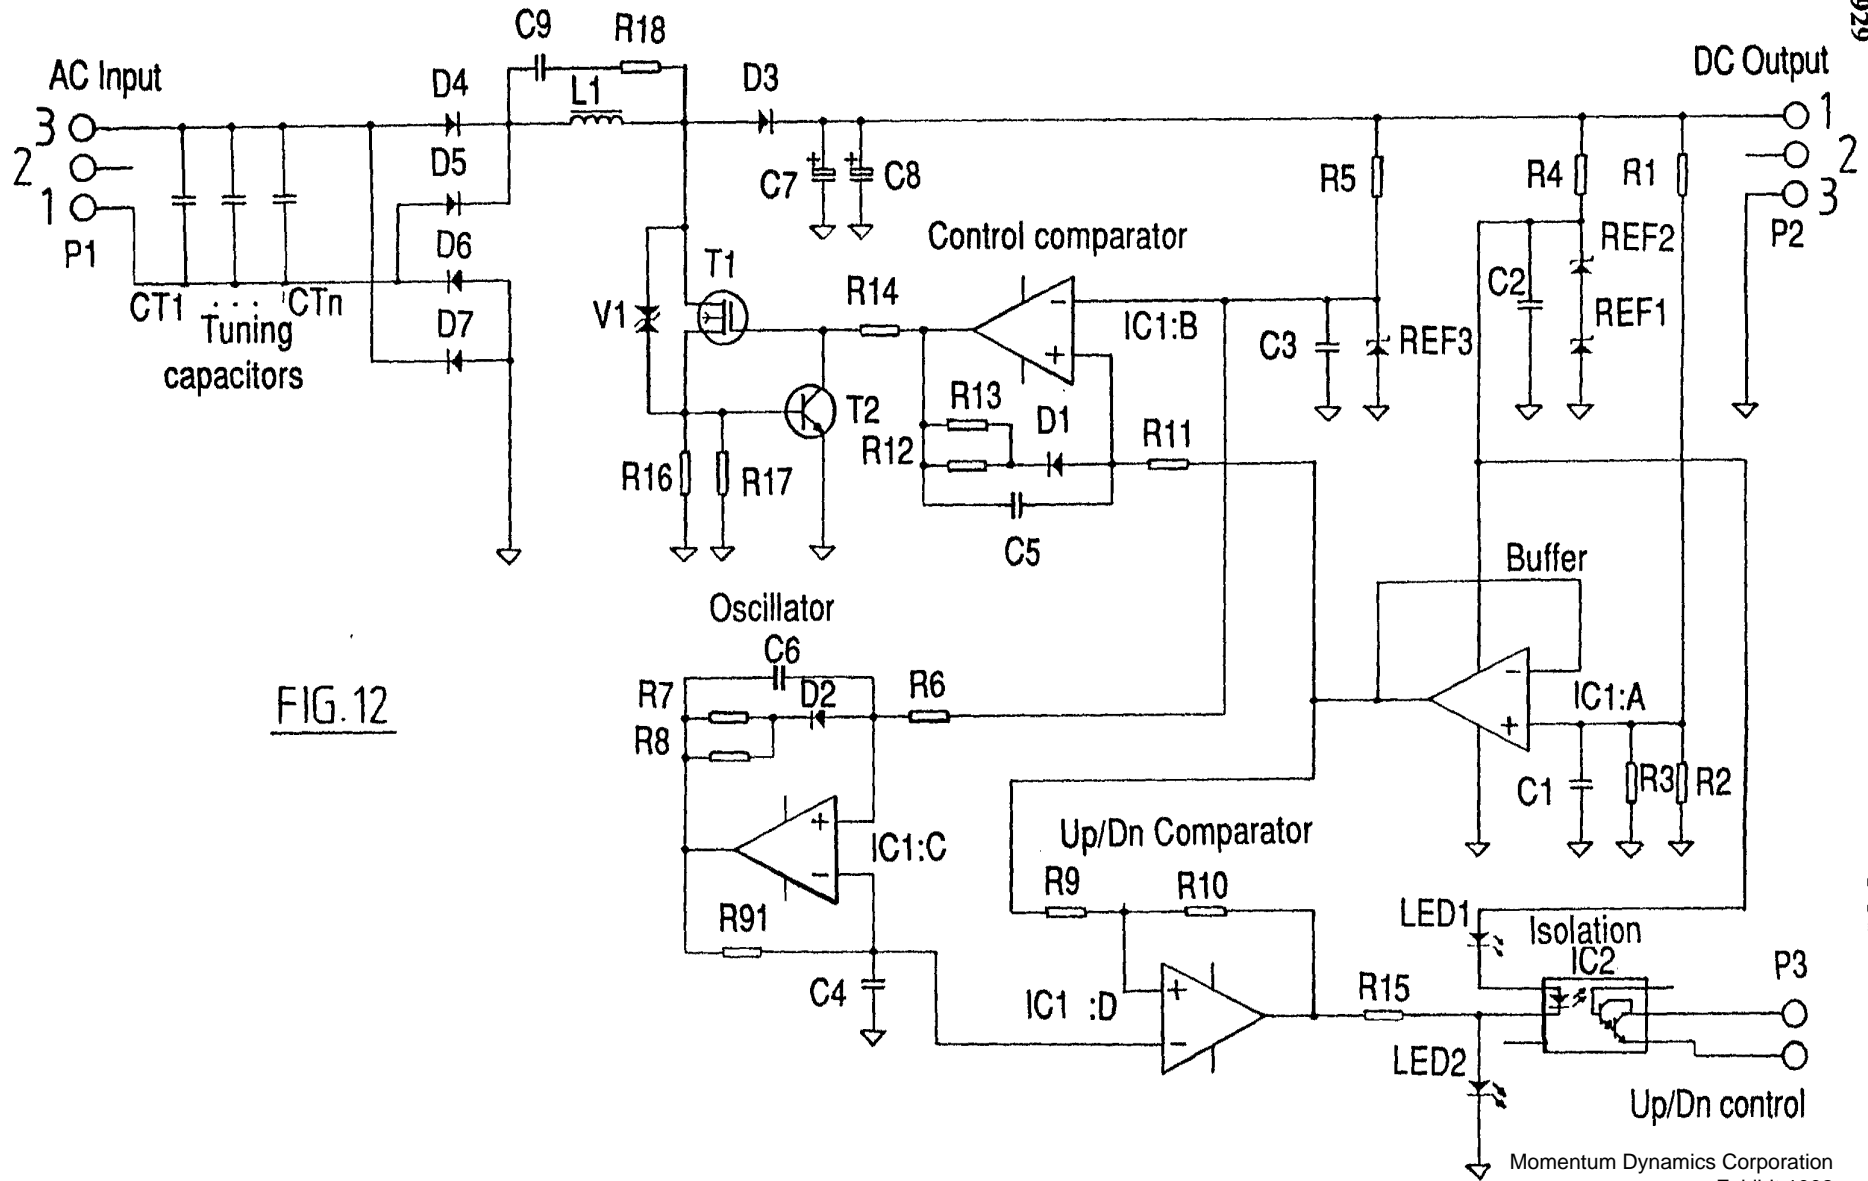 929
C9
R18
AC Input
DC Output
D4
L1
D3
3
1
2
D5
2
1
3
P1
C7
C8
R5
R4
R1
P2
D6
Control comparator
REF2
T1
R14
C2
CT1 . . . CTn
D7
V1
IC1:B
C3
REF3
REF1
Tuning
capacitors
R13
D1
T2
R12
R11
R16
R17
C5
Buffer
Oscillator
C6
R7
D2
R6
IC1:A
FIG.12
R8
C1
R3
R2
IC1:C
Up/Dn Comparator
R91
R9
R10
LED1
Isolation
IC2
P3
C4
IC1 :D
R15
LED2
Up/Dn control
Momentum Dynamics Corporation